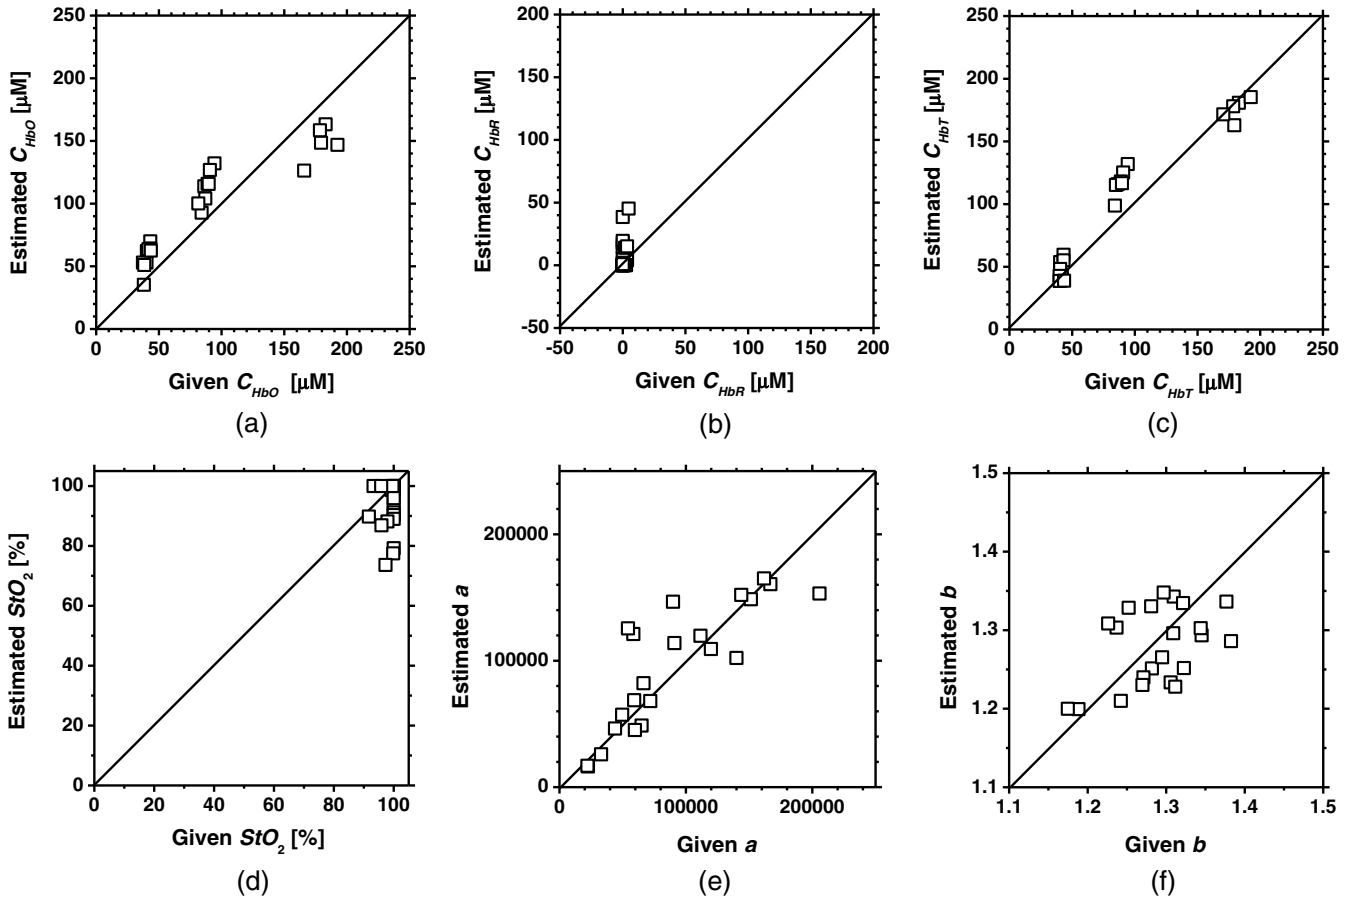 250
200
150
100
50
0
0 50 100 150 200 250
Estimated C_HbO [μM]
Given C_HbO [μM]
(a)
200
150
100
50
0
-50
-50 0 50 100 150 200
Estimated C_HbR [μM]
Given C_HbR [μM]
(b)
250
200
150
100
50
0
0 50 100 150 200 250
Estimated C_HbT [μM]
Given C_HbT [μM]
(c)
100
80
60
40
20
0
0 20 40 60 80 100
Estimated StO₂ [%]
Given StO₂ [%]
(d)
200000
100000
0
0 100000 200000
Estimated a
Given a
(e)
1.5
1.4
1.3
1.2
1.1
1.1 1.2 1.3 1.4 1.5
Estimated b
Given b
(f)